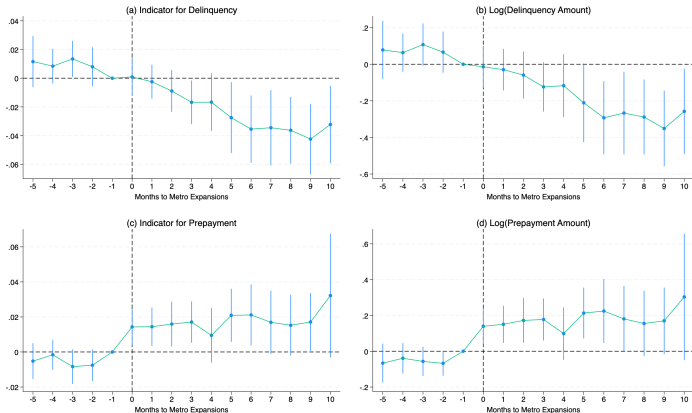 (a) Indicator for Delinquency
.04
.02
0
-.02
-.04
-.06
-5 -4 -3 -2 -1 0 1 2 3 4 5 6 7 8 9 10
Months to Metro Expansions
(b) Log(Delinquency Amount)
.2
0
-.2
-.4
-.6
-5 -4 -3 -2 -1 0 1 2 3 4 5 6 7 8 9 10
Months to Metro Expansions
(c) Indicator for Prepayment
.06
.04
.02
0
-.02
-5 -4 -3 -2 -1 0 1 2 3 4 5 6 7 8 9 10
Months to Metro Expansions
(d) Log(Prepayment Amount)
.6
.4
.2
0
-.2
-5 -4 -3 -2 -1 0 1 2 3 4 5 6 7 8 9 10
Months to Metro Expansions